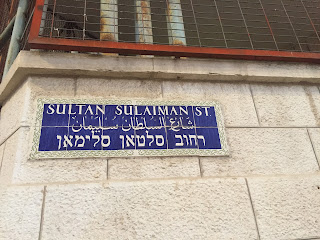 SULTAN SULAIMAN ST.
شارع السلطان سليمان
רחוב סלטאן סלימאן